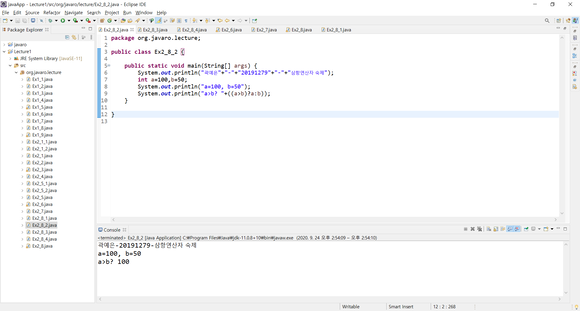 javaApp - Lecture1/src/org/javaro/lecture/Ex2_8_2.java - Eclipse IDE
File Edit Source Refactor Navigate Search Project Run Window Help
Package Explorer
javaro
Lecture1
JRE System Library [JavaSE-11]
src
org.javaro.lecture
Ex1_1.java
Ex1_2.java
Ex1_3.java
Ex1_4.java
Ex1_5.java
Ex1_6.java
Ex1_7.java
Ex1_8.java
Ex1_9.java
Ex2_1_1.java
Ex2_1_2.java
Ex2_1.java
Ex2_2.java
Ex2_3.java
Ex2_4.java
Ex2_5_1.java
Ex2_5_2.java
Ex2_5.java
Ex2_6.java
Ex2_7.java
Ex2_8_1.java
Ex2_8_2.java
Ex2_8_3.java
Ex2_8_4.java
Ex2_8.java
Ex2_8_2.java Ex2_8_3.java Ex2_8_4.java Ex2_6.java Ex2_7.java Ex2_8.java Ex2_8_1.java
1 package org.javaro.lecture;
2
3 public class Ex2_8_2 {
4
5 public static void main(String[] args) {
6 System.out.println("곽예은"+"-"+"20191279"+"-"+"삼항연산자 숙제");
7 int a=100,b=50;
8 System.out.println("a=100, b=50");
9 System.out.println("a>b? "+((a>b)?a:b));
10 }
11
12 }
13
Console
<terminated> Ex2_8_2 [Java Application] C:\Program Files\Java\jdk-11.0.8+10\bin\javaw.exe (2020. 9. 24 오후 2:54:09 – 오후 2:54:10)
곽예은-20191279-삼항연산자 숙제
a=100, b=50
a>b? 100
Writable Smart Insert 12 : 2 : 268